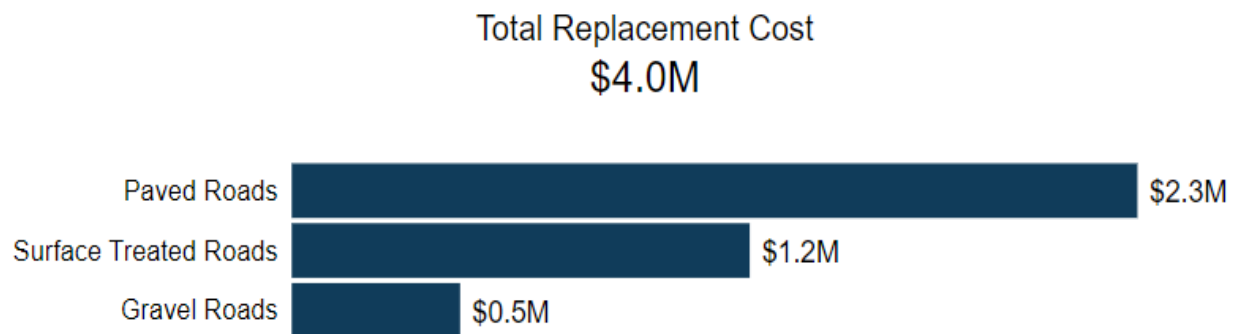 Total Replacement Cost
$4.0M
Paved Roads $2.3M
Surface Treated Roads $1.2M
Gravel Roads $0.5M